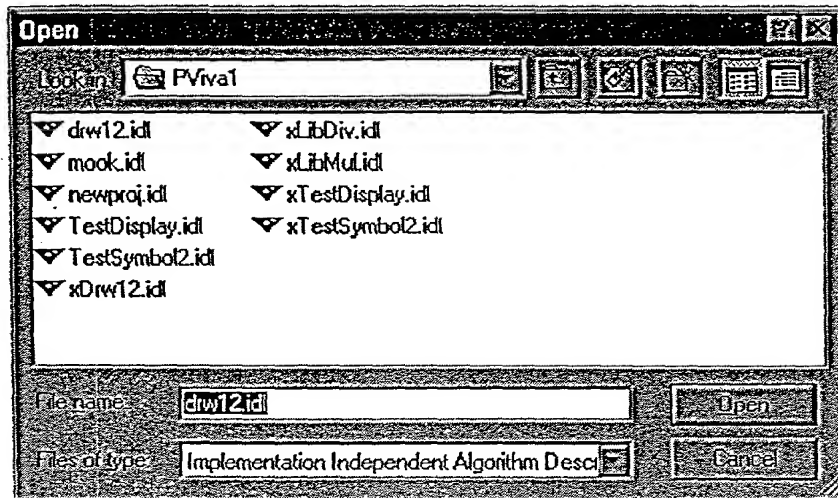 Open
Look in: PViva1
drw12.idl
mook.idl
newproj.idl
TestDisplay.idl
TestSymbol2.idl
xDrw12.idl
xLibDiv.idl
xLibMul.idl
xTestDisplay.idl
xTestSymbol2.idl
File name: drw12.idl Open
Files of type: Implementation Independent Algorithm Descr Cancel